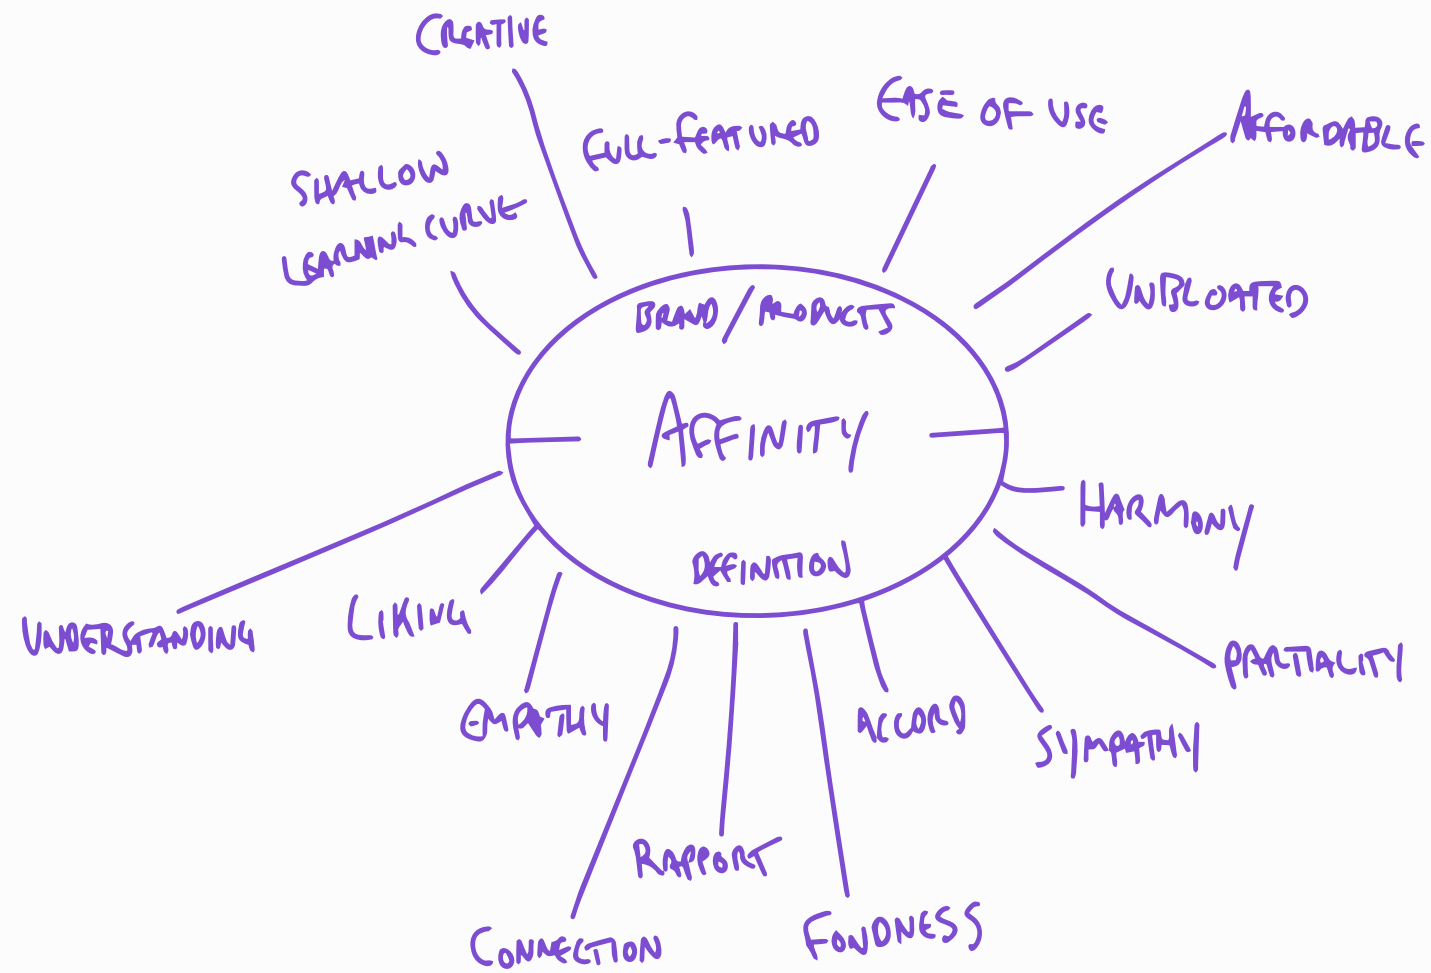 CREATIVE
EASE OF USE
AFFORDABLE
FULL-FEATURED
SHALLOW
LEARNING CURVE
UNBLOATED
BRAND/PRODUCTS
AFFINITY
DEFINITION
HARMONY
UNDERSTANDING
LIKING
PARTIALITY
EMPATHY
ACCORD
SYMPATHY
RAPPORT
CONNECTION
FONDNESS